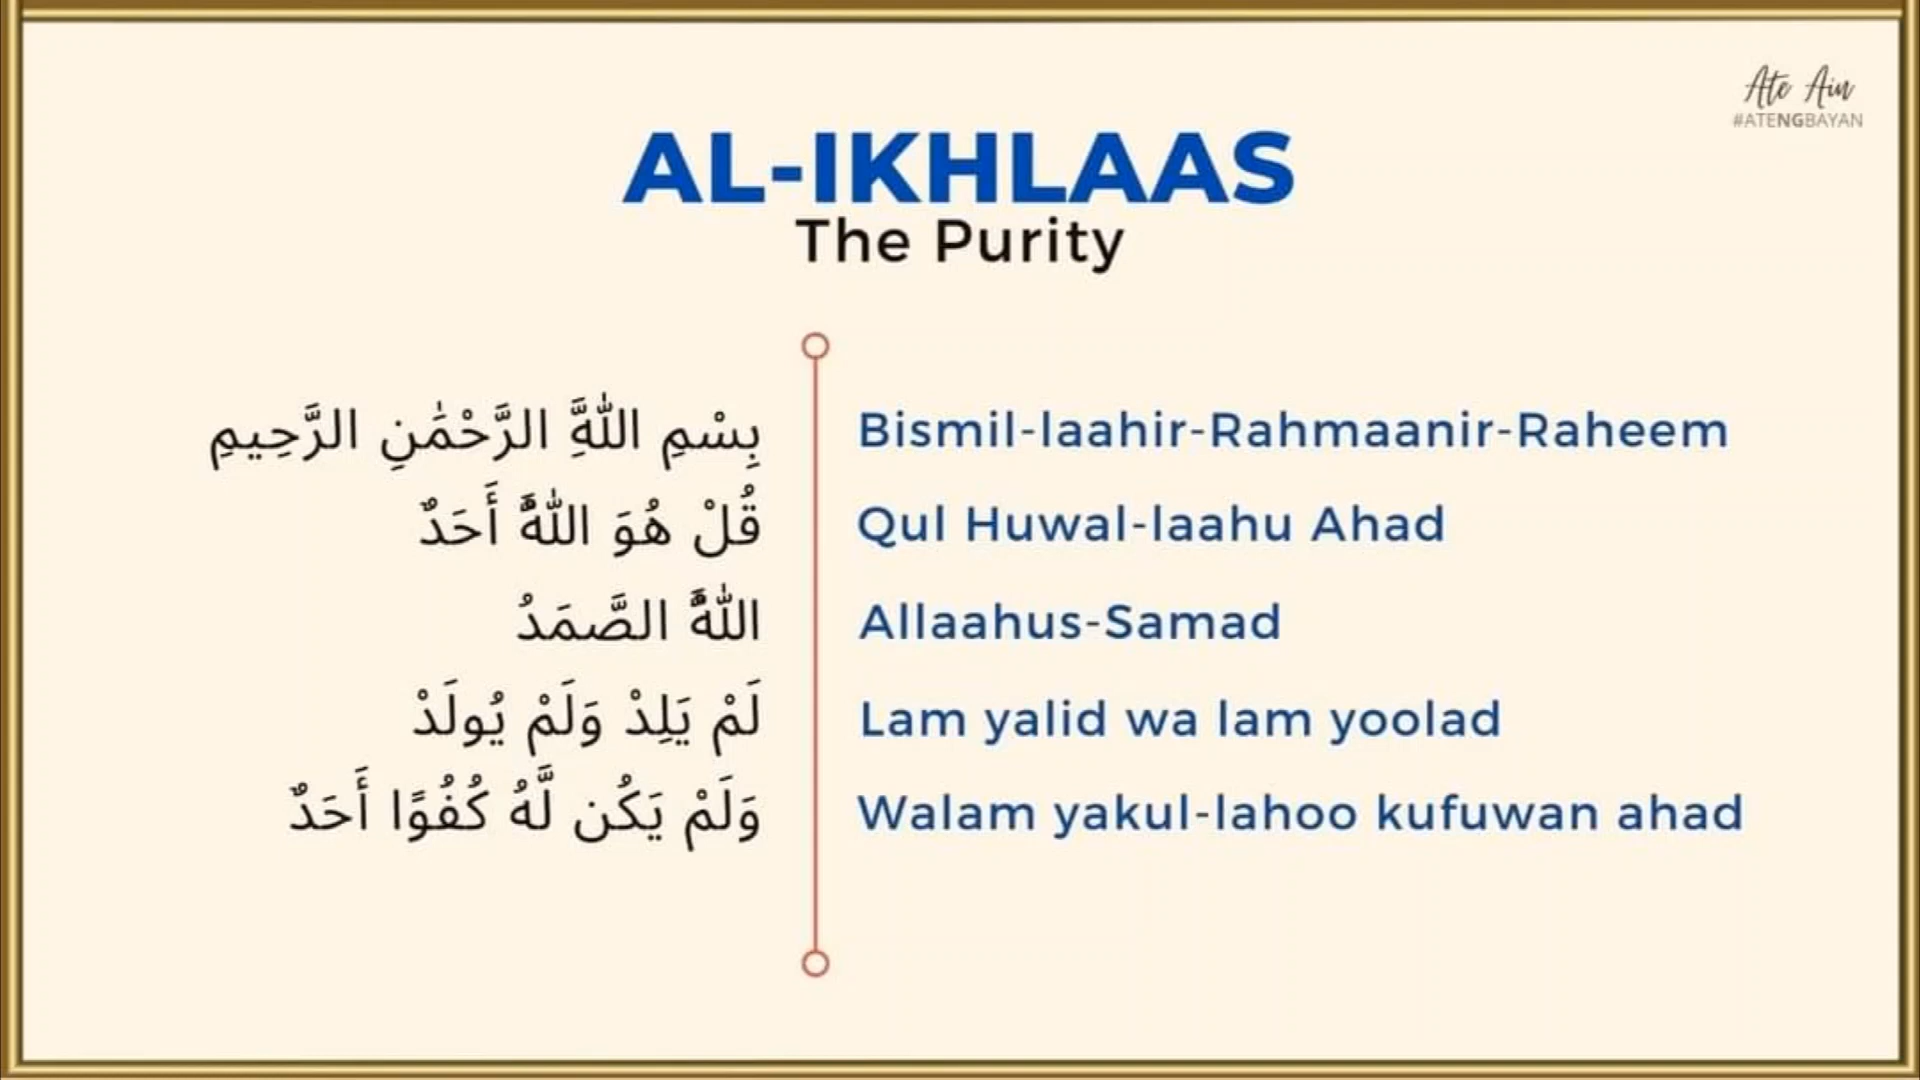 Ate Ain
#ATENGBAYAN
AL-IKHLAAS
The Purity
بِسْمِ اللَّهِ الرَّحْمَٰنِ الرَّحِيمِ
Bismil-laahir-Rahmaanir-Raheem
قُلْ هُوَ اللَّهُ أَحَدٌ
Qul Huwal-laahu Ahad
اللَّهُ الصَّمَدُ
Allaahus-Samad
لَمْ يَلِدْ وَلَمْ يُولَدْ
Lam yalid wa lam yoolad
وَلَمْ يَكُن لَّهُ كُفُوًا أَحَدٌ
Walam yakul-lahoo kufuwan ahad